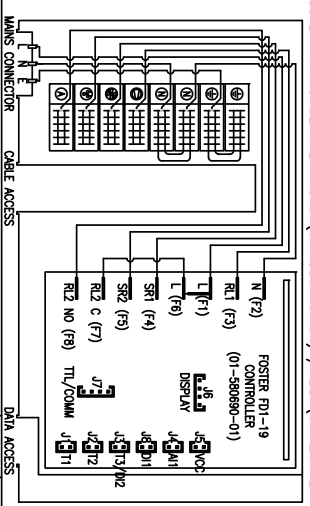 MAINS CONNECTOR
L
N
E
CABLE ACCESS
DATA ACCESS
A
N
N
N (F2)
RL1 (F3)
L (F1)
L (F6)
SR1 (F4)
SR2 (F5)
RL2 C (F7)
RL2 NO (F8)
FOSTER FD1-19
CONTROLLER
(01-580690-01)
J6
DISPLAY
J7
TTL/COMM
J5 VCC
J4 AI1
J8 DI1
J3 T3/DI2
J2 T2
J1 T1